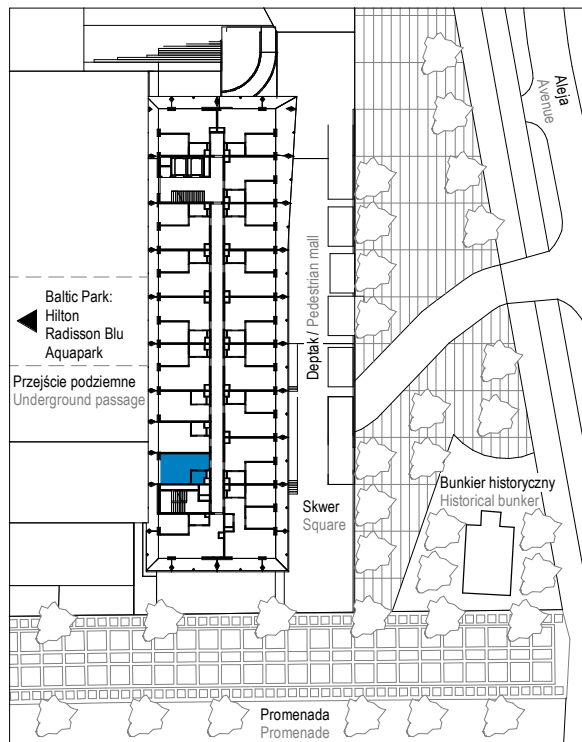 Aleja
Avenue
Baltic Park:
Hilton
Radisson Blu
Aquapark
Deptak / Pedestrian mall
Przejście podziemne
Underground passage
Bunkier historyczny
Historical bunker
Skwer
Square
Promenada
Promenade